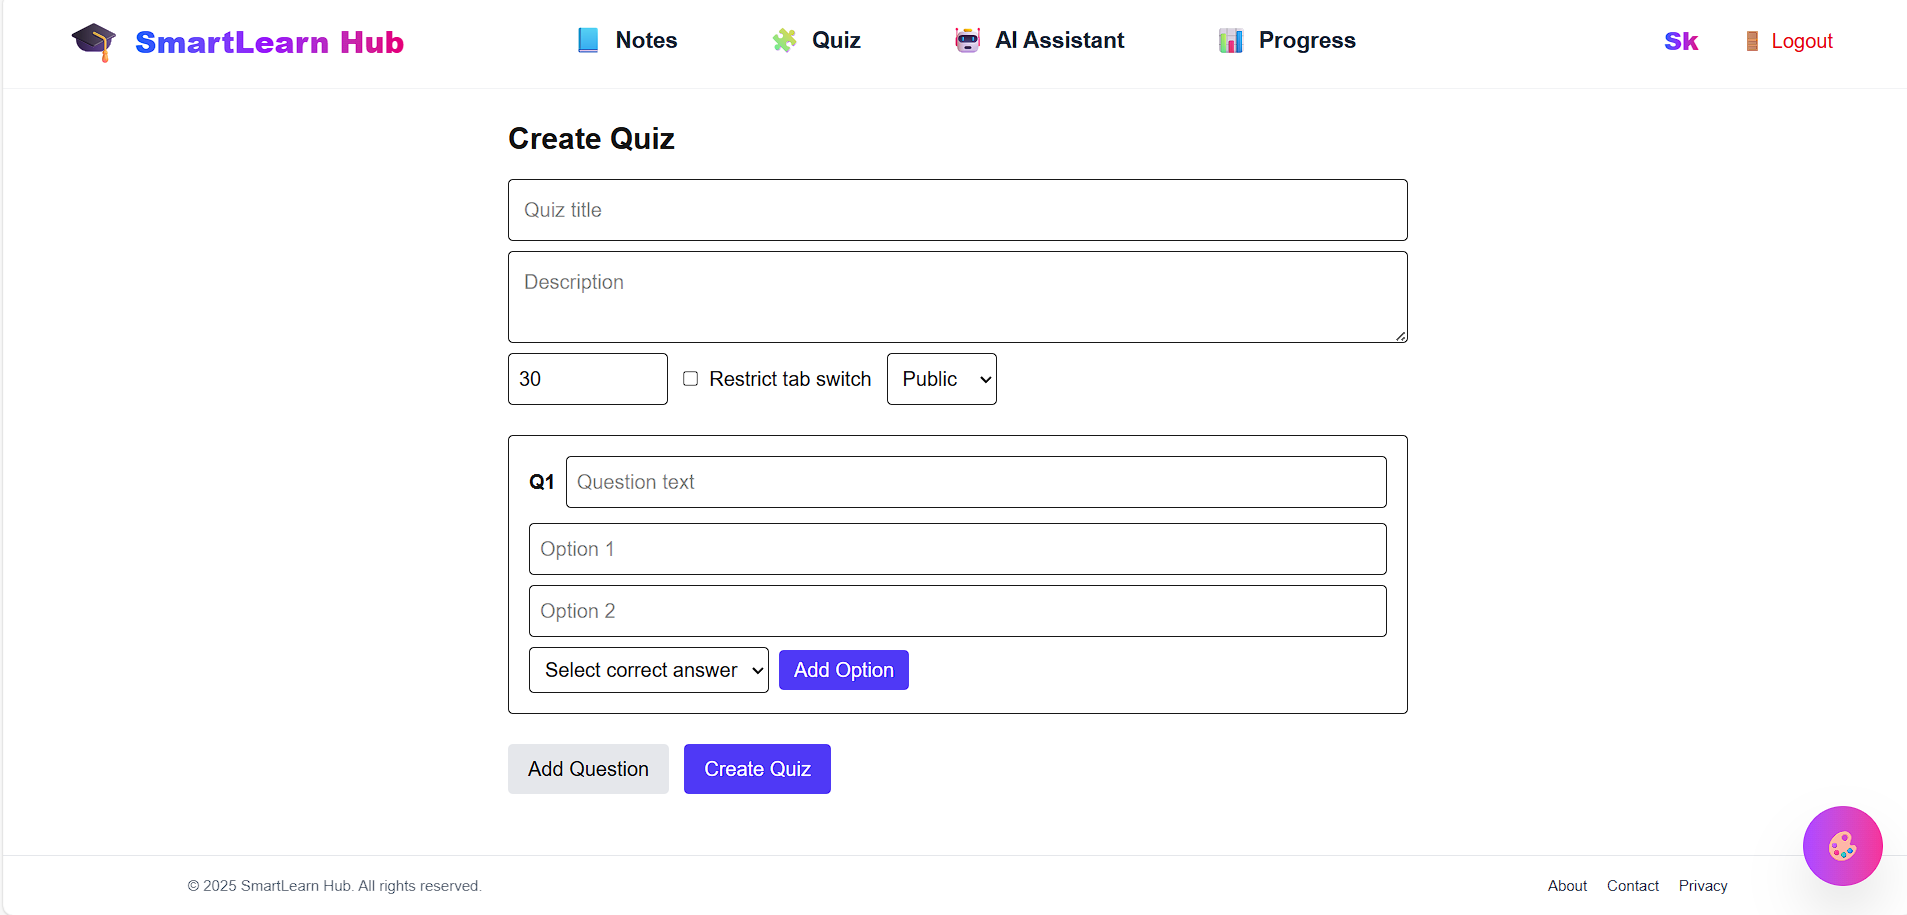 SmartLearn Hub Notes Quiz AI Assistant Progress Sk Logout
Create Quiz
Quiz title
Description
30 Restrict tab switch Public
Q1 Question text
Option 1
Option 2
Select correct answer Add Option
Add Question Create Quiz
© 2025 SmartLearn Hub. All rights reserved. About Contact Privacy